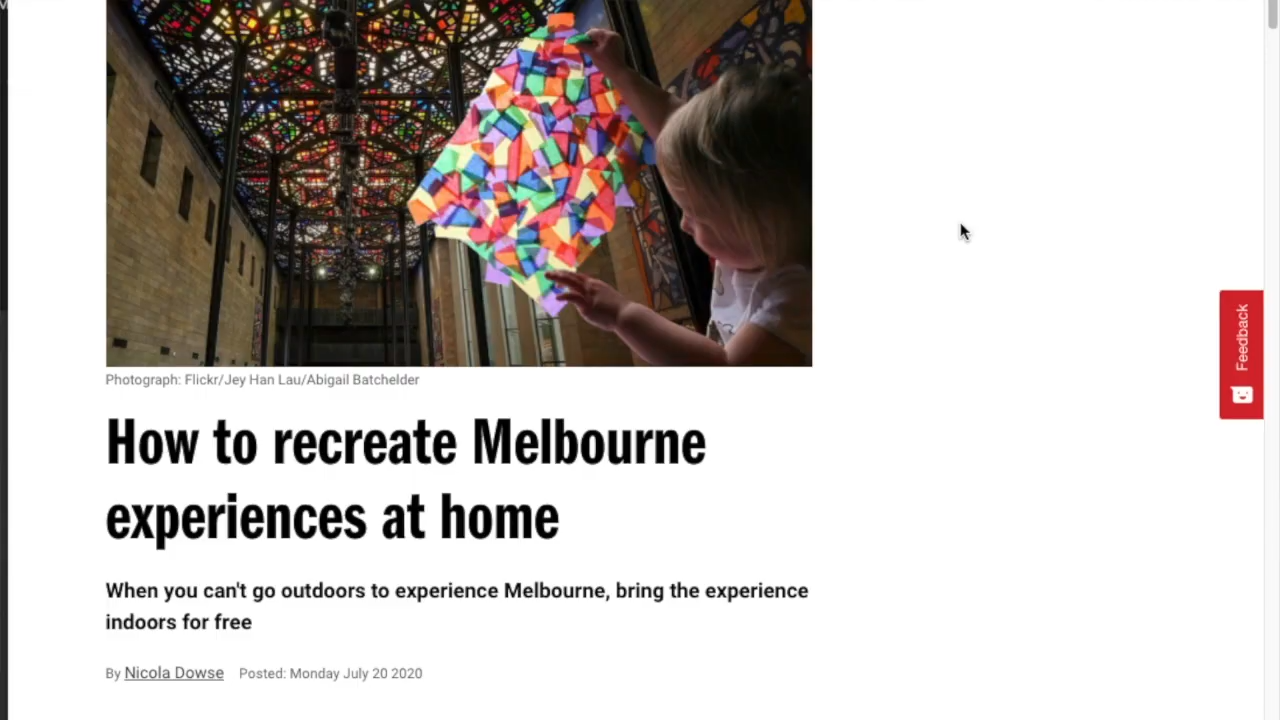 Photograph: Flickr/Jey Han Lau/Abigail Batchelder
How to recreate Melbourne
experiences at home
When you can't go outdoors to experience Melbourne, bring the experience
indoors for free
By Nicola Dowse Posted: Monday July 20 2020
Feedback